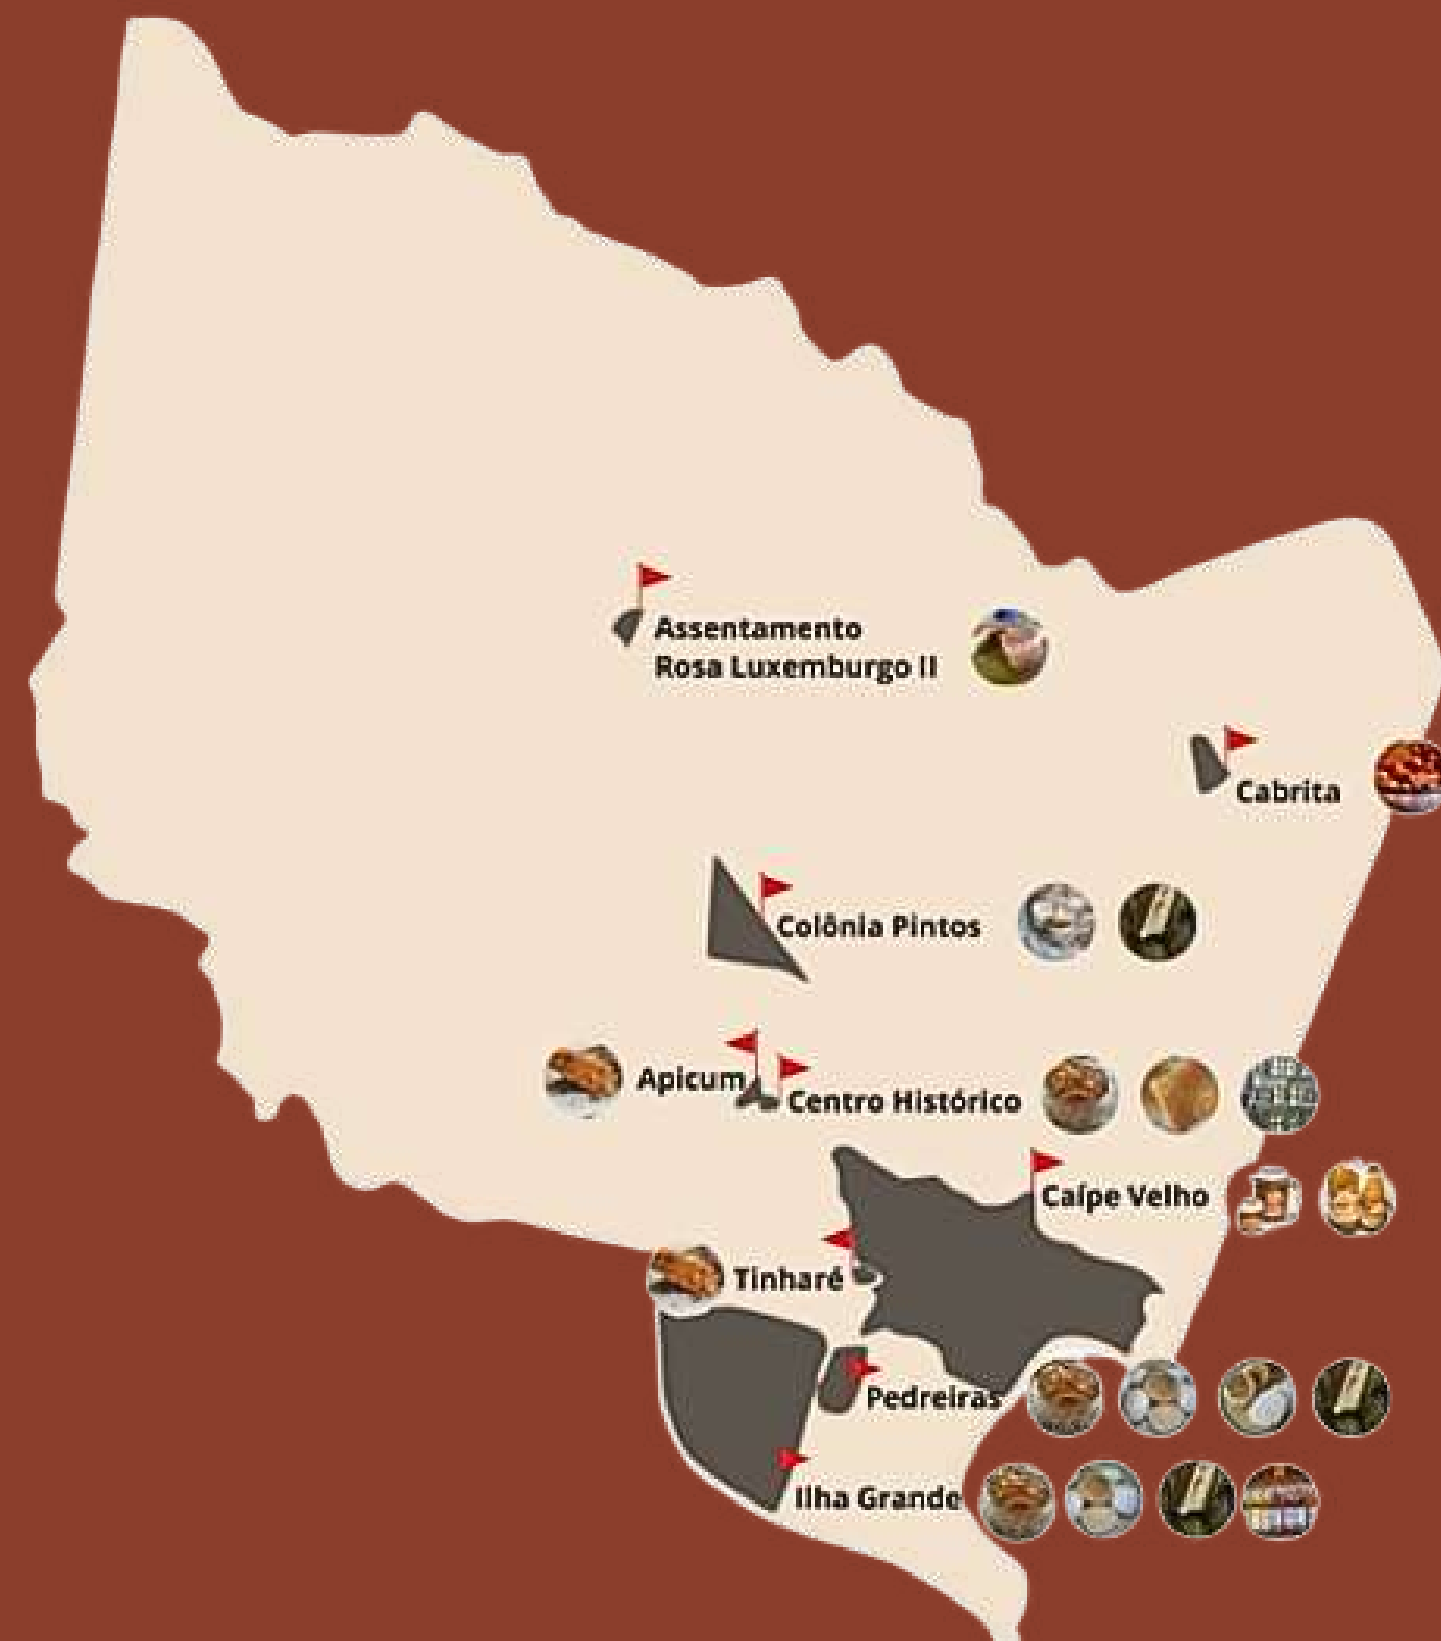 Assentamento
Rosa Luxemburgo II
Cabrita
Colônia Pintos
Apicum
Centro Histórico
Caípe Velho
Tinharé
Pedreiras
Ilha Grande